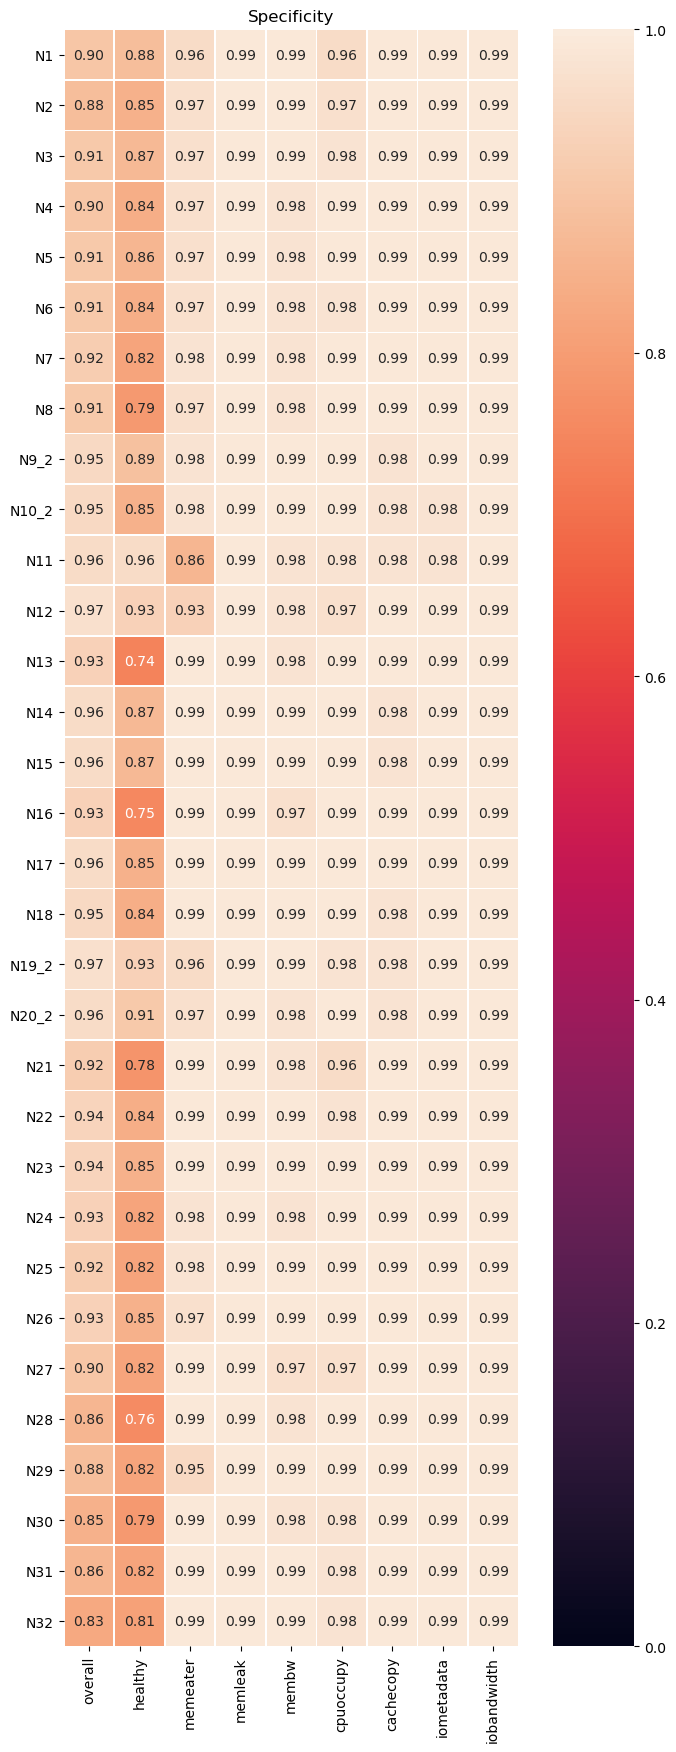 Specificity
N1 0.90 0.88 0.96 0.99 0.99 0.96 0.99 0.99 0.99
N2 0.88 0.85 0.97 0.99 0.99 0.97 0.99 0.99 0.99
N3 0.91 0.87 0.97 0.99 0.99 0.98 0.99 0.99 0.99
N4 0.90 0.84 0.97 0.99 0.98 0.99 0.99 0.99 0.99
N5 0.91 0.86 0.97 0.99 0.98 0.99 0.99 0.99 0.99
N6 0.91 0.84 0.97 0.99 0.98 0.98 0.99 0.99 0.99
N7 0.92 0.82 0.98 0.99 0.98 0.99 0.99 0.99 0.99
N8 0.91 0.79 0.97 0.99 0.98 0.99 0.99 0.99 0.99
N9_2 0.95 0.89 0.98 0.99 0.99 0.99 0.98 0.99 0.99
N10_2 0.95 0.85 0.98 0.99 0.99 0.99 0.98 0.98 0.99
N11 0.96 0.96 0.86 0.99 0.98 0.98 0.98 0.98 0.99
N12 0.97 0.93 0.93 0.99 0.98 0.97 0.99 0.99 0.99
N13 0.93 0.74 0.99 0.99 0.98 0.99 0.99 0.99 0.99
N14 0.96 0.87 0.99 0.99 0.99 0.99 0.98 0.99 0.99
N15 0.96 0.87 0.99 0.99 0.99 0.99 0.98 0.99 0.99
N16 0.93 0.75 0.99 0.99 0.97 0.99 0.99 0.99 0.99
N17 0.96 0.85 0.99 0.99 0.99 0.99 0.99 0.99 0.99
N18 0.95 0.84 0.99 0.99 0.99 0.99 0.98 0.99 0.99
N19_2 0.97 0.93 0.96 0.99 0.99 0.98 0.98 0.99 0.99
N20_2 0.96 0.91 0.97 0.99 0.98 0.99 0.98 0.99 0.99
N21 0.92 0.78 0.99 0.99 0.98 0.96 0.99 0.99 0.99
N22 0.94 0.84 0.99 0.99 0.99 0.98 0.99 0.99 0.99
N23 0.94 0.85 0.99 0.99 0.99 0.99 0.99 0.99 0.99
N24 0.93 0.82 0.98 0.99 0.98 0.99 0.99 0.99 0.99
N25 0.92 0.82 0.98 0.99 0.99 0.99 0.99 0.99 0.99
N26 0.93 0.85 0.97 0.99 0.99 0.99 0.99 0.99 0.99
N27 0.90 0.82 0.99 0.99 0.97 0.97 0.99 0.99 0.99
N28 0.86 0.76 0.99 0.99 0.98 0.99 0.99 0.99 0.99
N29 0.88 0.82 0.95 0.99 0.99 0.99 0.99 0.99 0.99
N30 0.85 0.79 0.99 0.99 0.98 0.98 0.99 0.99 0.99
N31 0.86 0.82 0.99 0.99 0.99 0.98 0.99 0.99 0.99
N32 0.83 0.81 0.99 0.99 0.99 0.98 0.99 0.99 0.99
overall
healthy
memeater
memleak
membw
cpuoccupy
cachecopy
iometadata
iobandwidth
1.0
0.8
0.6
0.4
0.2
0.0